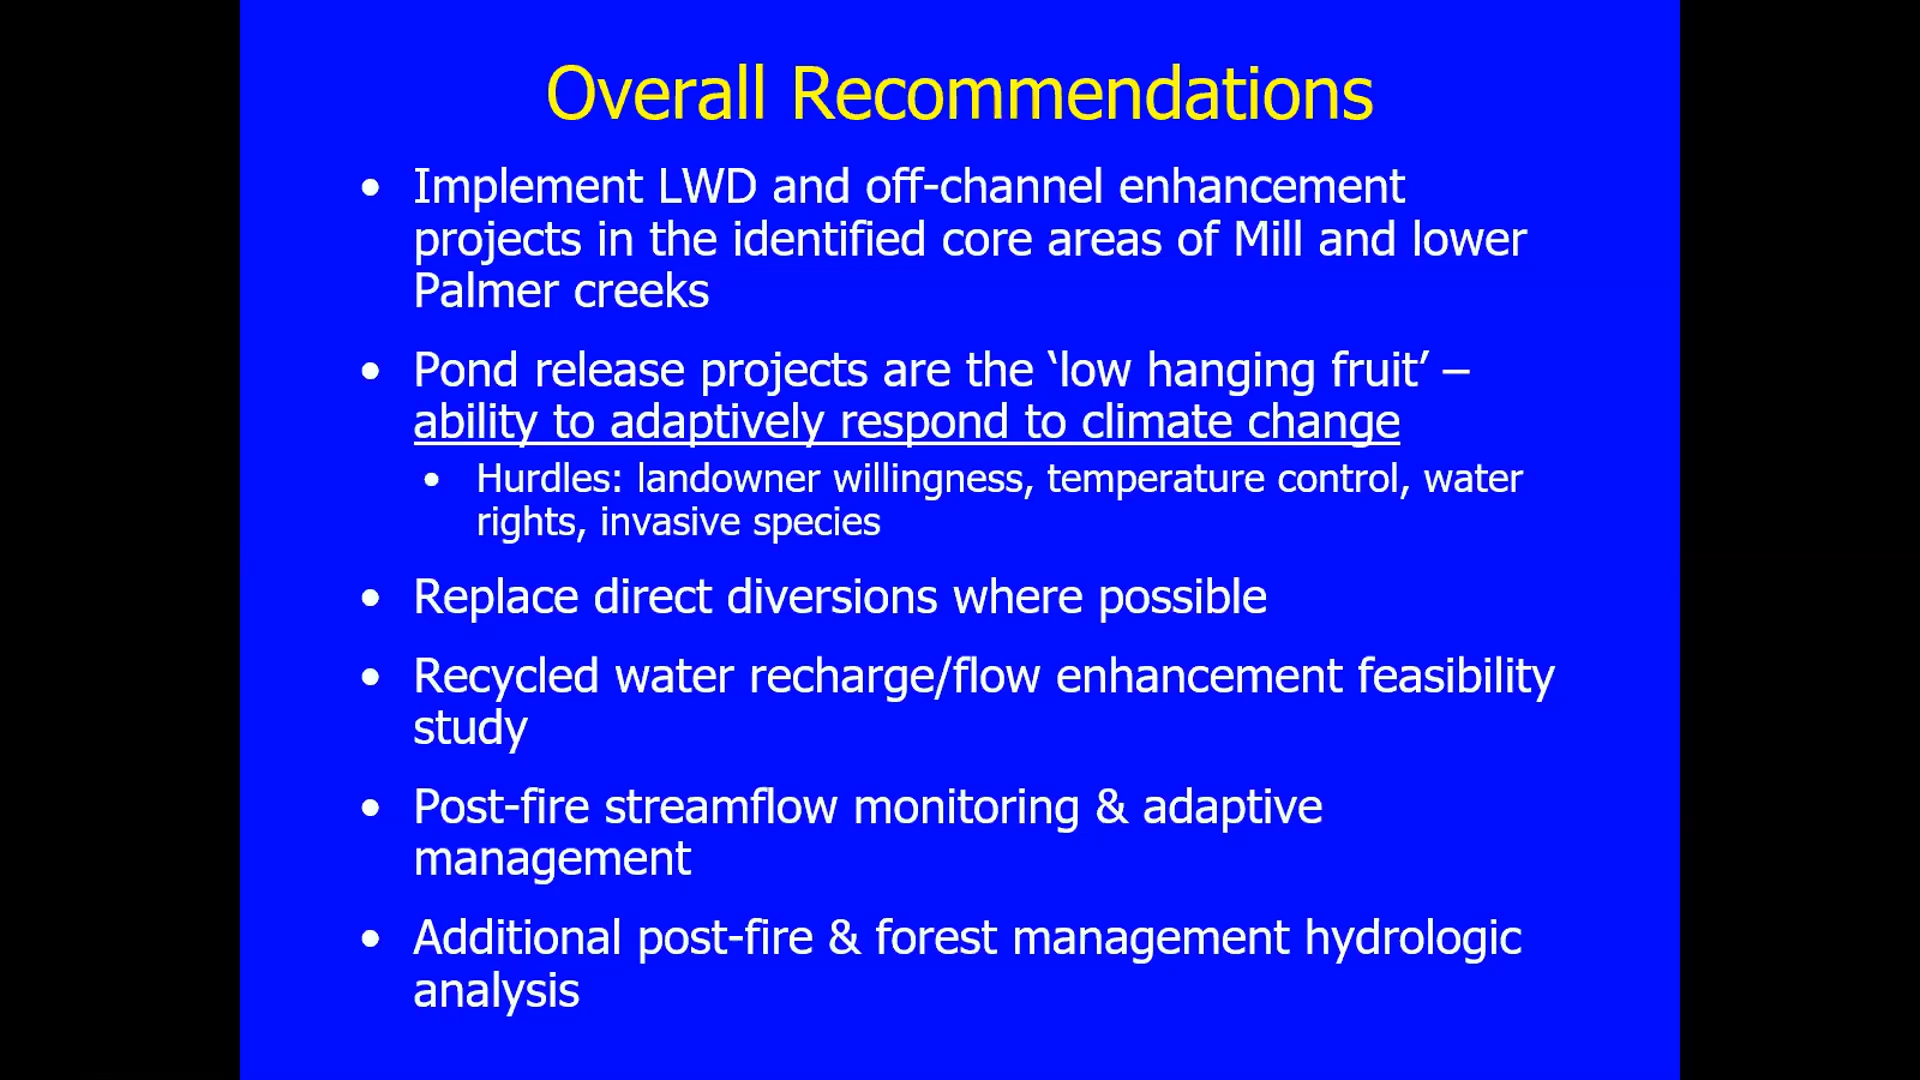 Overall Recommendations
• Implement LWD and off-channel enhancement
projects in the identified core areas of Mill and lower
Palmer creeks
• Pond release projects are the ‘low hanging fruit’ –
ability to adaptively respond to climate change
• Hurdles: landowner willingness, temperature control, water
rights, invasive species
• Replace direct diversions where possible
• Recycled water recharge/flow enhancement feasibility
study
• Post-fire streamflow monitoring & adaptive
management
• Additional post-fire & forest management hydrologic
analysis